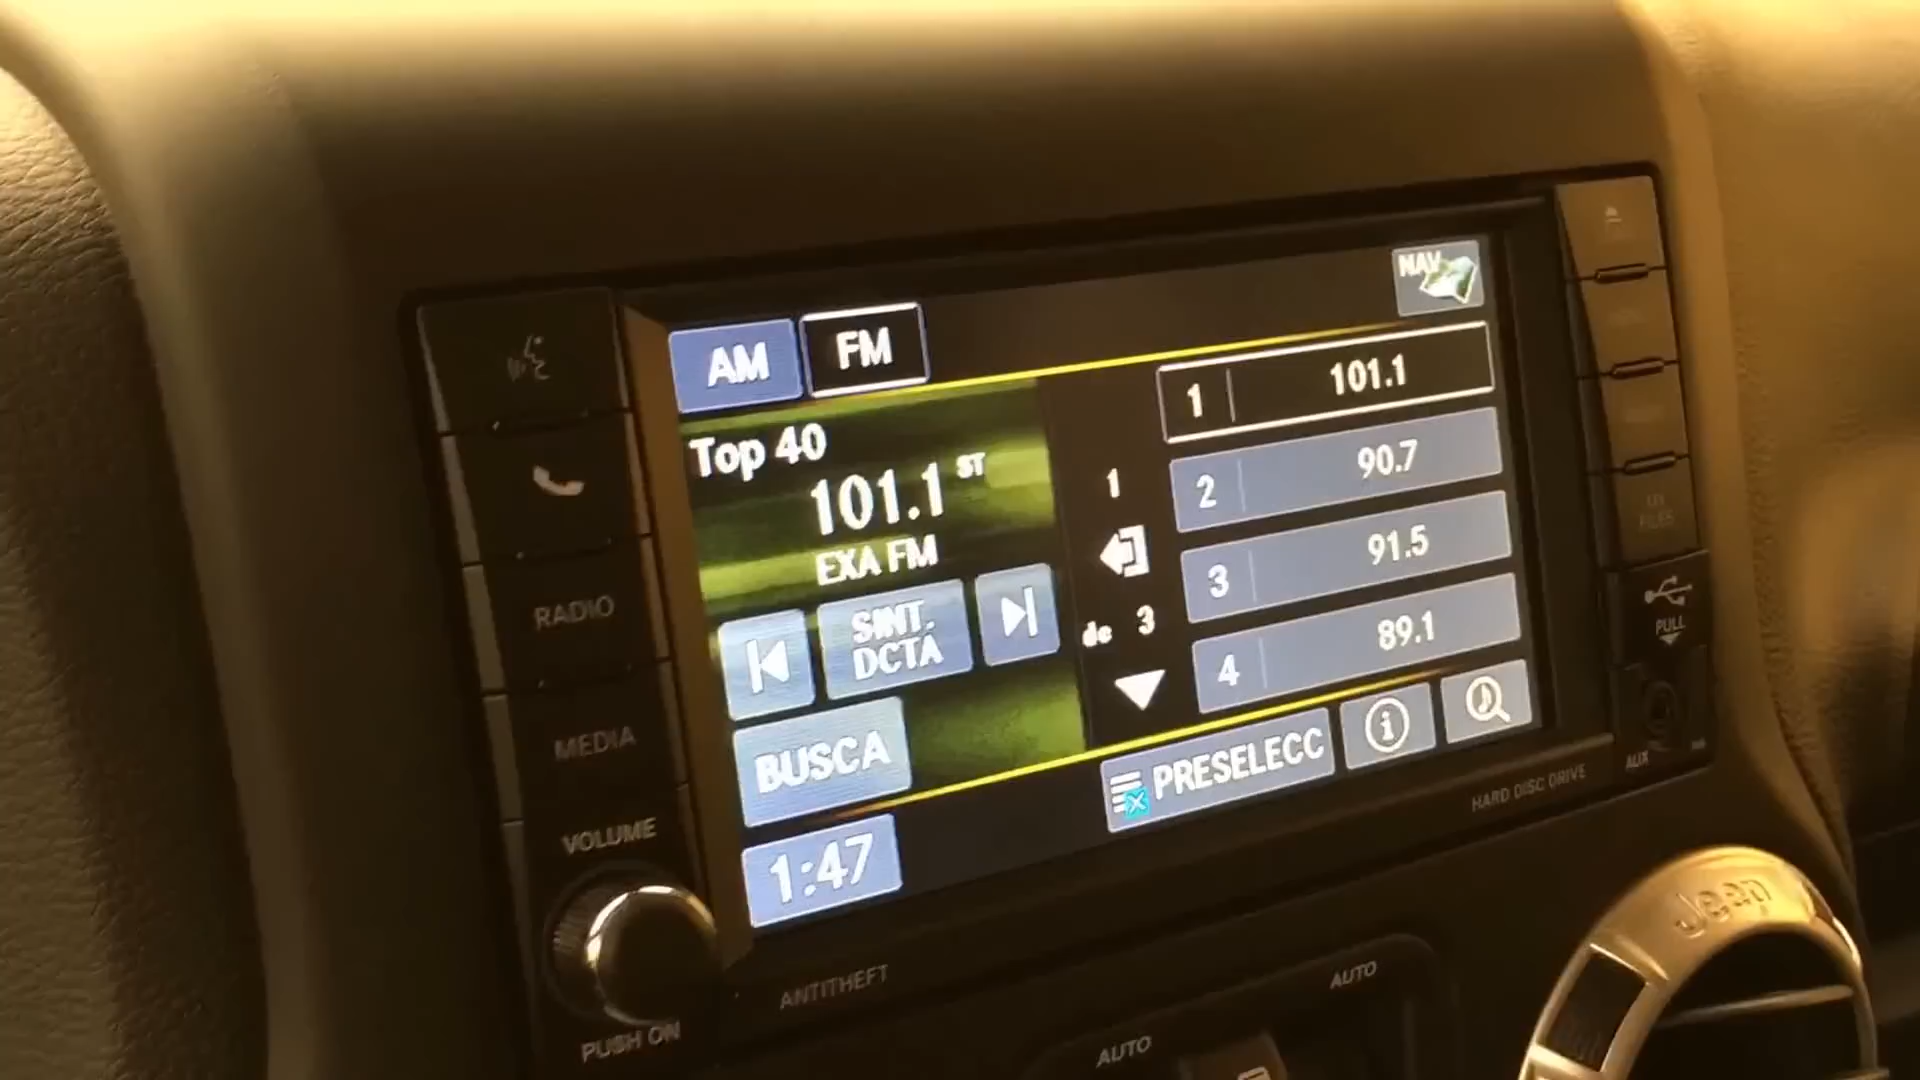 NAV
AM
FM
Top 40
101.1 ST
EXA FM
SINT.
DCTA
BUSCA
1:47
1
de 3
1 101.1
2 90.7
3 91.5
4 89.1
PRESELECC
RADIO
MEDIA
VOLUME
PUSH ON
ANTITHEFT
HARD DISC DRIVE
FILES
PULL
AUX
AUTO
AUTO
Jeep